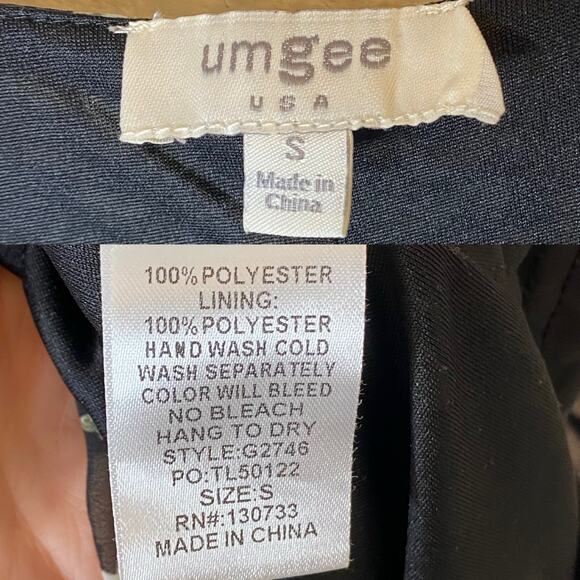 umgee
USA
S
Made in
China
100% POLYESTER
LINING:
100% POLYESTER
HAND WASH COLD
WASH SEPARATELY
COLOR WILL BLEED
NO BLEACH
HANG TO DRY
STYLE:G2746
PO:TL50122
SIZE:S
RN#:130733
MADE IN CHINA